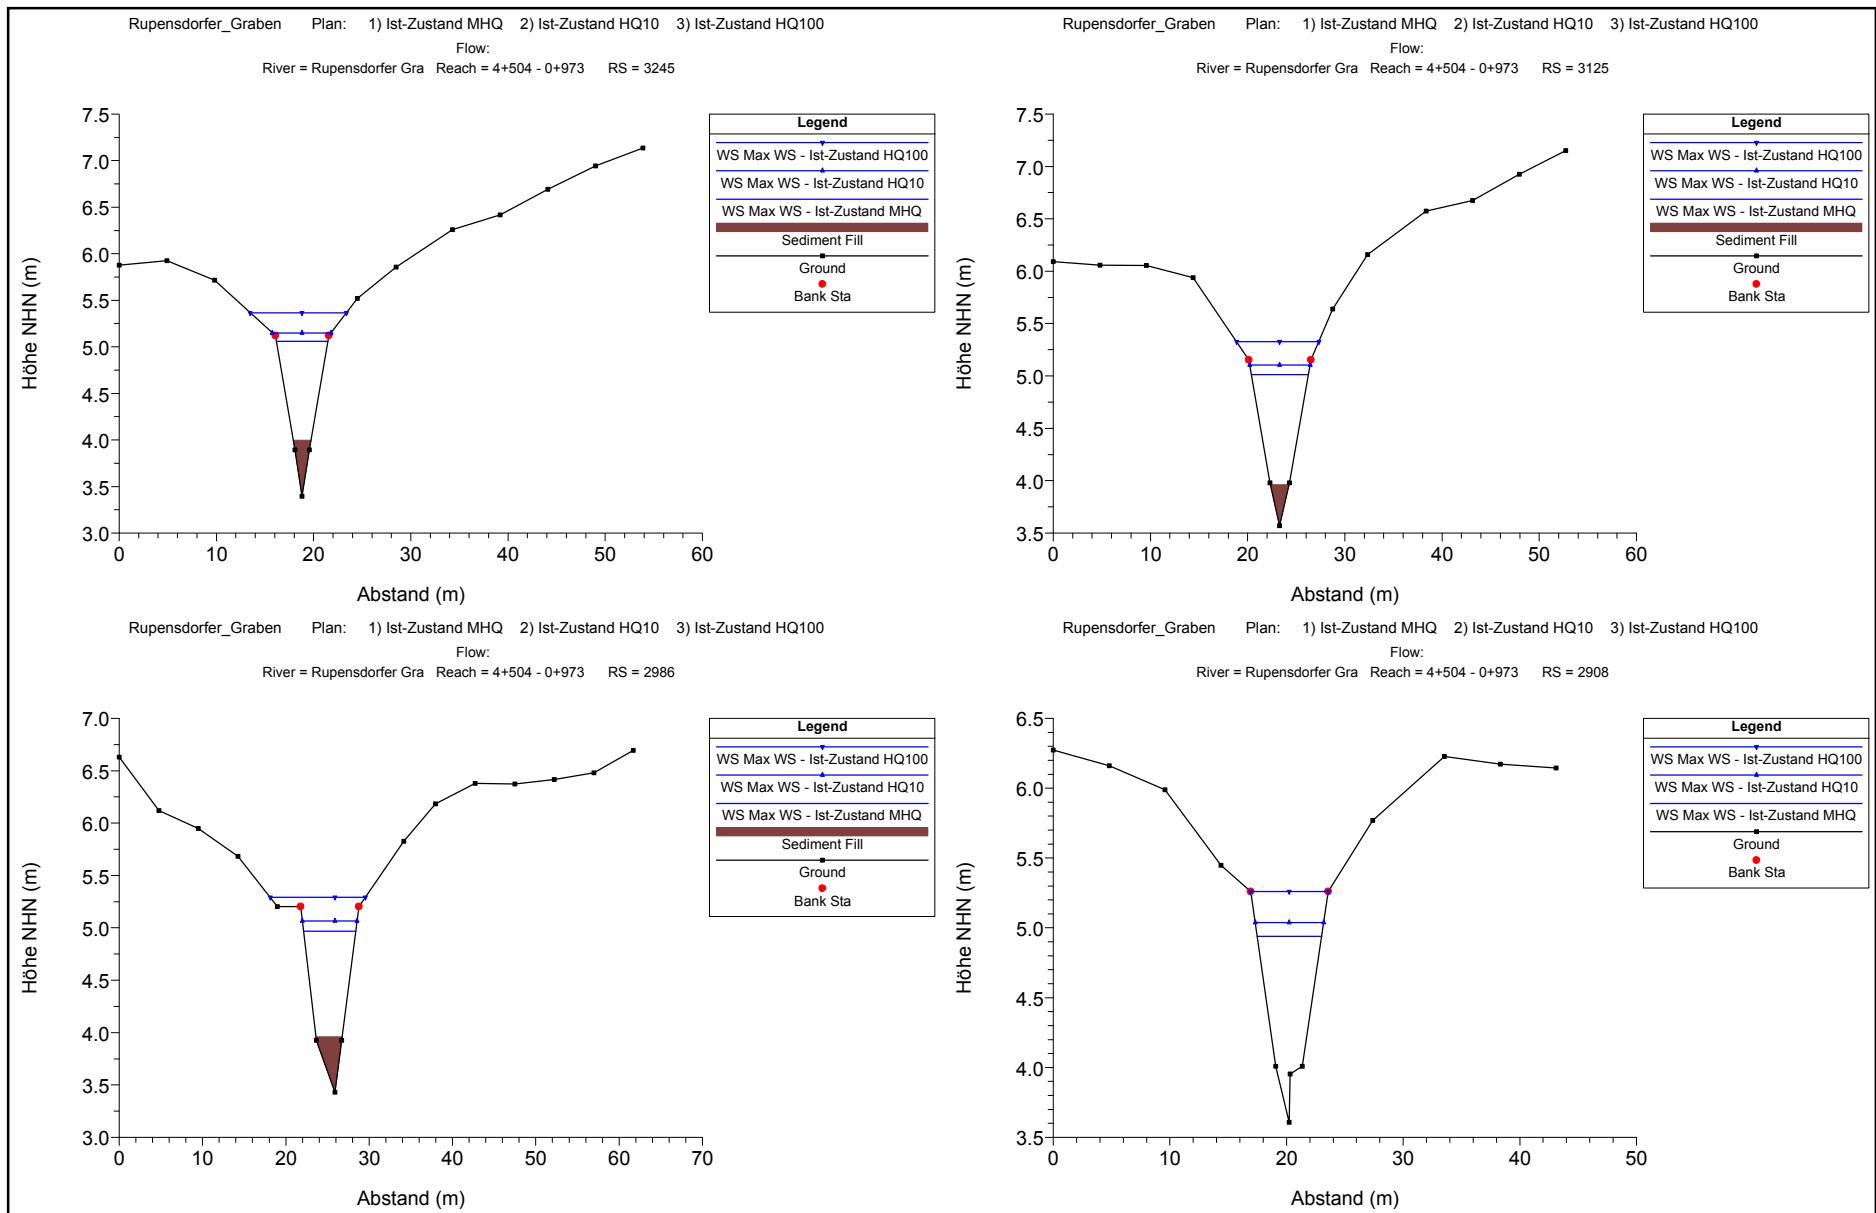 Rupensdorfer_Graben Plan: 1) Ist-Zustand MHQ 2) Ist-Zustand HQ10 3) Ist-Zustand HQ100
Flow:
River = Rupensdorfer Gra Reach = 4+504 - 0+973 RS = 3245
7.5
7.0
6.5
6.0
5.5
5.0
4.5
4.0
3.5
3.0
Höhe NHN (m)
0 10 20 30 40 50 60
Abstand (m)
Legend
WS Max WS - Ist-Zustand HQ100
WS Max WS - Ist-Zustand HQ10
WS Max WS - Ist-Zustand MHQ
Sediment Fill
Ground
Bank Sta
Rupensdorfer_Graben Plan: 1) Ist-Zustand MHQ 2) Ist-Zustand HQ10 3) Ist-Zustand HQ100
Flow:
River = Rupensdorfer Gra Reach = 4+504 - 0+973 RS = 3125
7.5
7.0
6.5
6.0
5.5
5.0
4.5
4.0
3.5
Höhe NHN (m)
0 10 20 30 40 50 60
Abstand (m)
Legend
WS Max WS - Ist-Zustand HQ100
WS Max WS - Ist-Zustand HQ10
WS Max WS - Ist-Zustand MHQ
Sediment Fill
Ground
Bank Sta
Rupensdorfer_Graben Plan: 1) Ist-Zustand MHQ 2) Ist-Zustand HQ10 3) Ist-Zustand HQ100
Flow:
River = Rupensdorfer Gra Reach = 4+504 - 0+973 RS = 2986
7.0
6.5
6.0
5.5
5.0
4.5
4.0
3.5
3.0
Höhe NHN (m)
0 10 20 30 40 50 60 70
Abstand (m)
Legend
WS Max WS - Ist-Zustand HQ100
WS Max WS - Ist-Zustand HQ10
WS Max WS - Ist-Zustand MHQ
Sediment Fill
Ground
Bank Sta
Rupensdorfer_Graben Plan: 1) Ist-Zustand MHQ 2) Ist-Zustand HQ10 3) Ist-Zustand HQ100
Flow:
River = Rupensdorfer Gra Reach = 4+504 - 0+973 RS = 2908
6.5
6.0
5.5
5.0
4.5
4.0
3.5
Höhe NHN (m)
0 10 20 30 40 50
Abstand (m)
Legend
WS Max WS - Ist-Zustand HQ100
WS Max WS - Ist-Zustand HQ10
WS Max WS - Ist-Zustand MHQ
Ground
Bank Sta